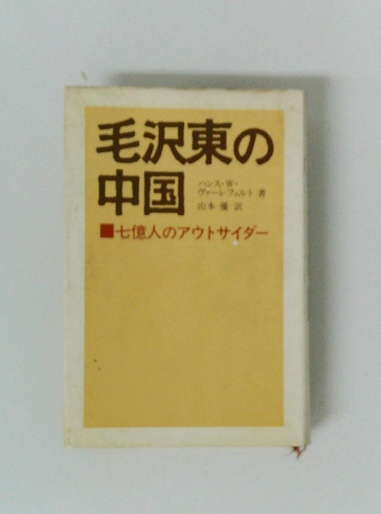 毛沢東の
中国
ハンス・W・
ヴァーレフェルト 著
山本 優 訳
■七億人のアウトサイダー